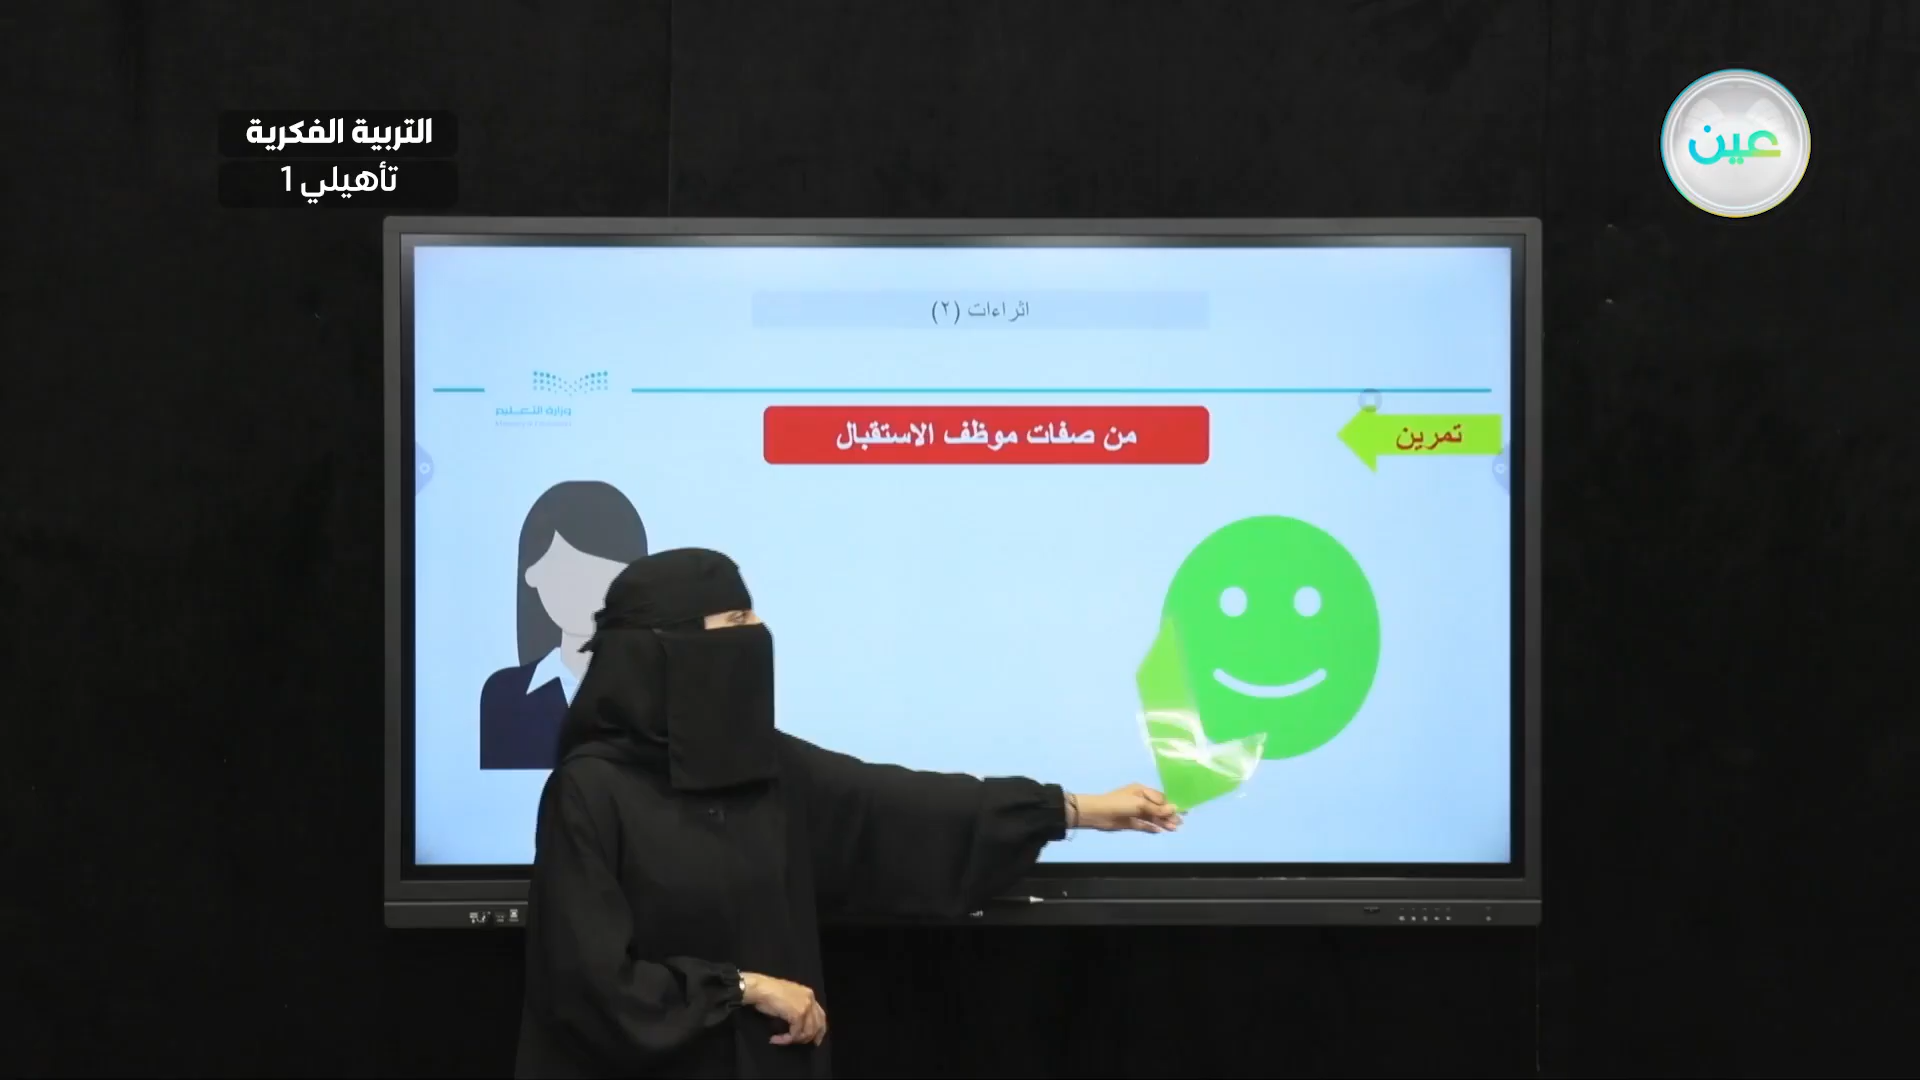 التربية الفكرية
تأهيلي 1
عين
اثراءات (٢)
وزارة التعليم
من صفات موظف الاستقبال
تمرين